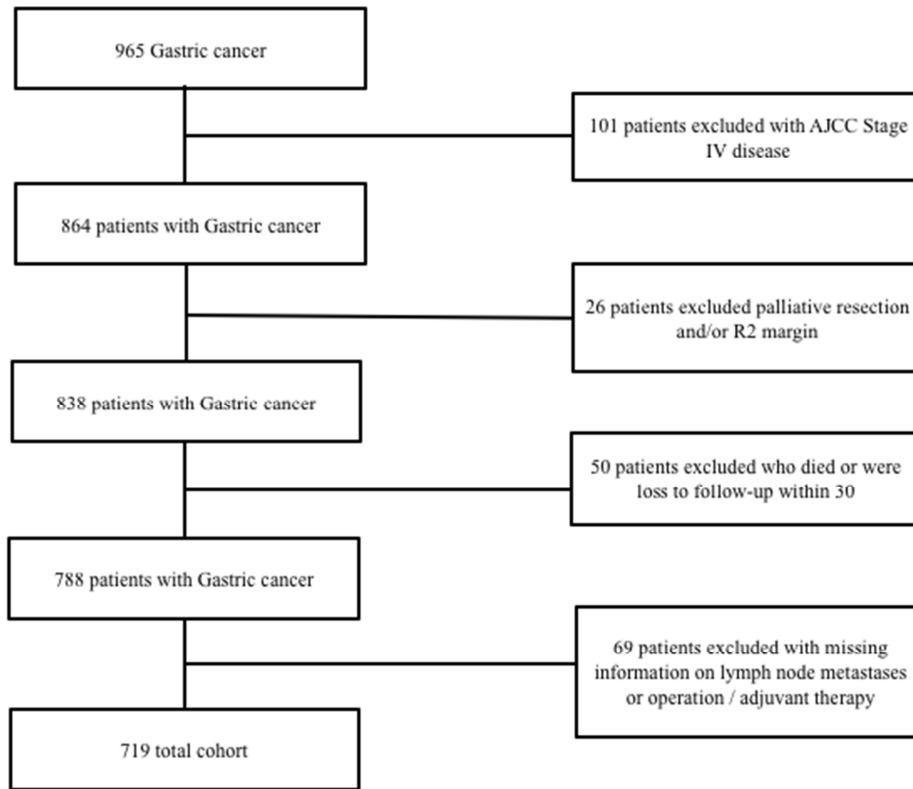 965 Gastric cancer
101 patients excluded with AJCC Stage
IV disease
864 patients with Gastric cancer
26 patients excluded palliative resection
and/or R2 margin
838 patients with Gastric cancer
50 patients excluded who died or were
loss to follow-up within 30
788 patients with Gastric cancer
69 patients excluded with missing
information on lymph node metastases
or operation / adjuvant therapy
719 total cohort